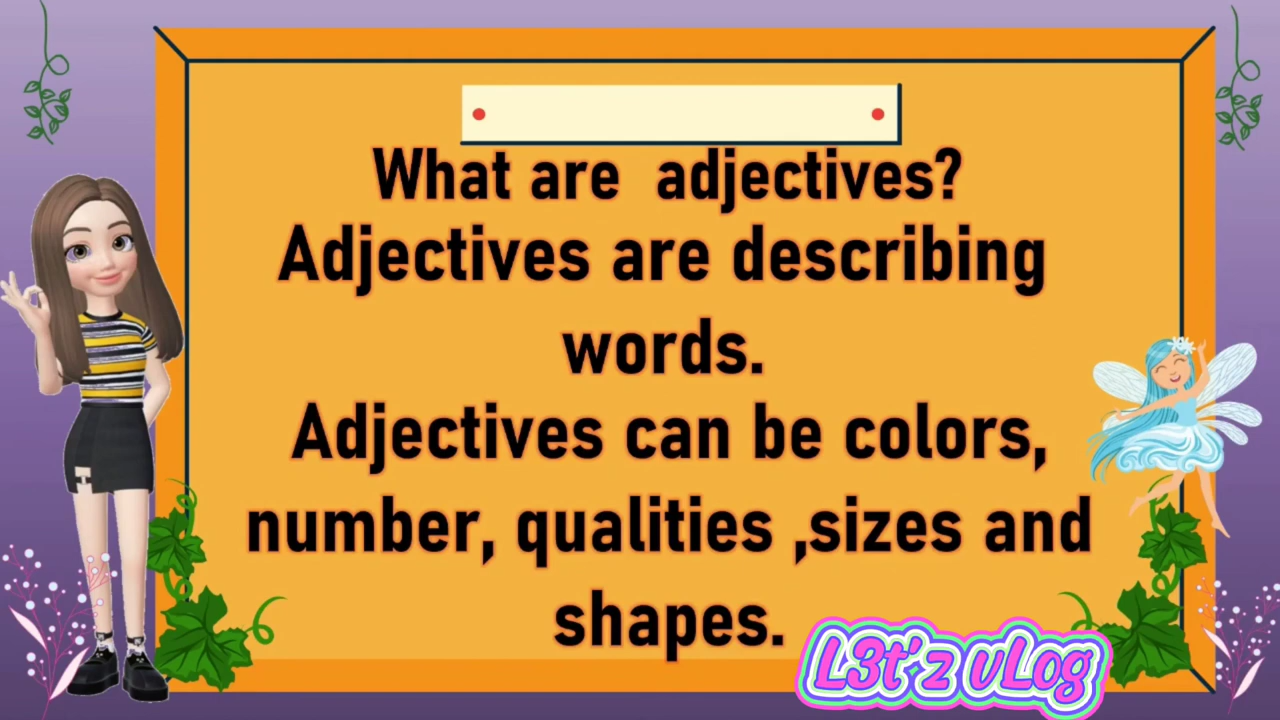 What are adjectives?
Adjectives are describing
words.
Adjectives can be colors,
number, qualities ,sizes and
shapes.
L3t'z vLog